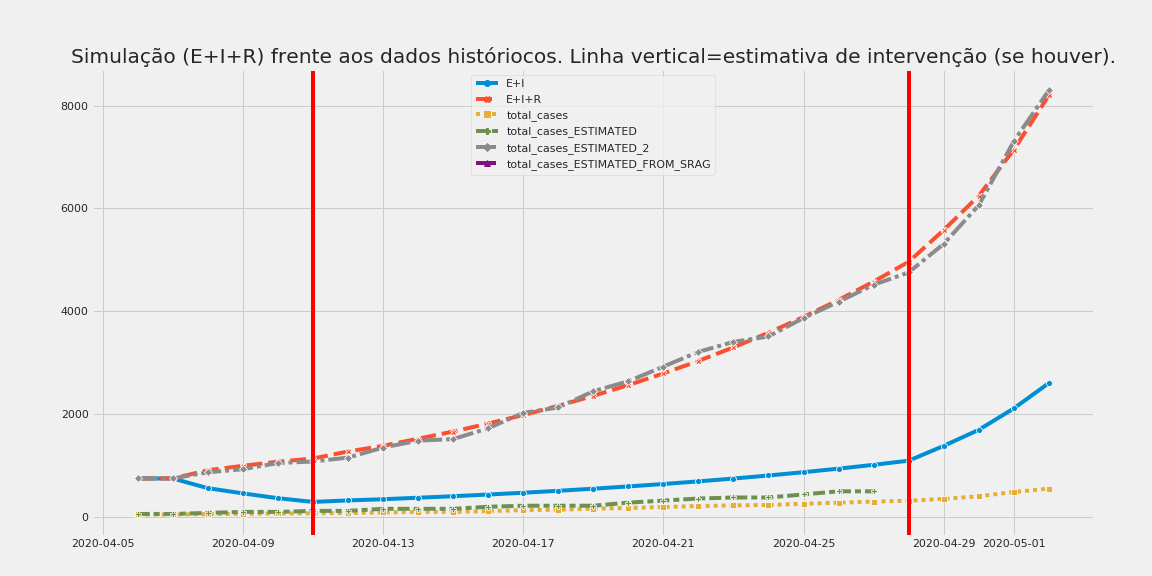 Simulação (E+I+R) frente aos dados históriocos. Linha vertical=estimativa de intervenção (se houver).
E+I
E+I+R
total_cases
total_cases_ESTIMATED
total_cases_ESTIMATED_2
total_cases_ESTIMATED_FROM_SRAG
8000
6000
4000
2000
0
2020-04-05 2020-04-09 2020-04-13 2020-04-17 2020-04-21 2020-04-25 2020-04-29 2020-05-01